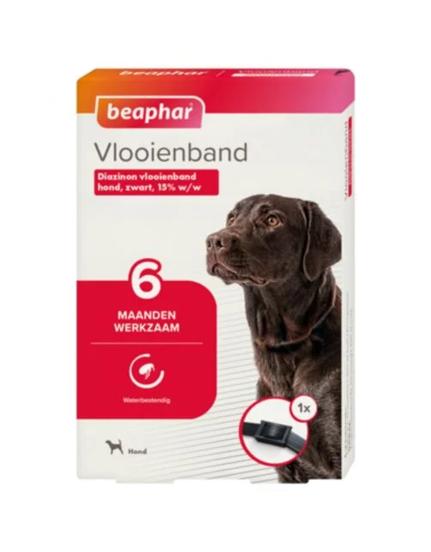 beaphar
Vlooienband
Diazinon vlooienband
hond, zwart, 15% w/w
6
MAANDEN
WERKZAAM
Waterbestendig
1x
Hond